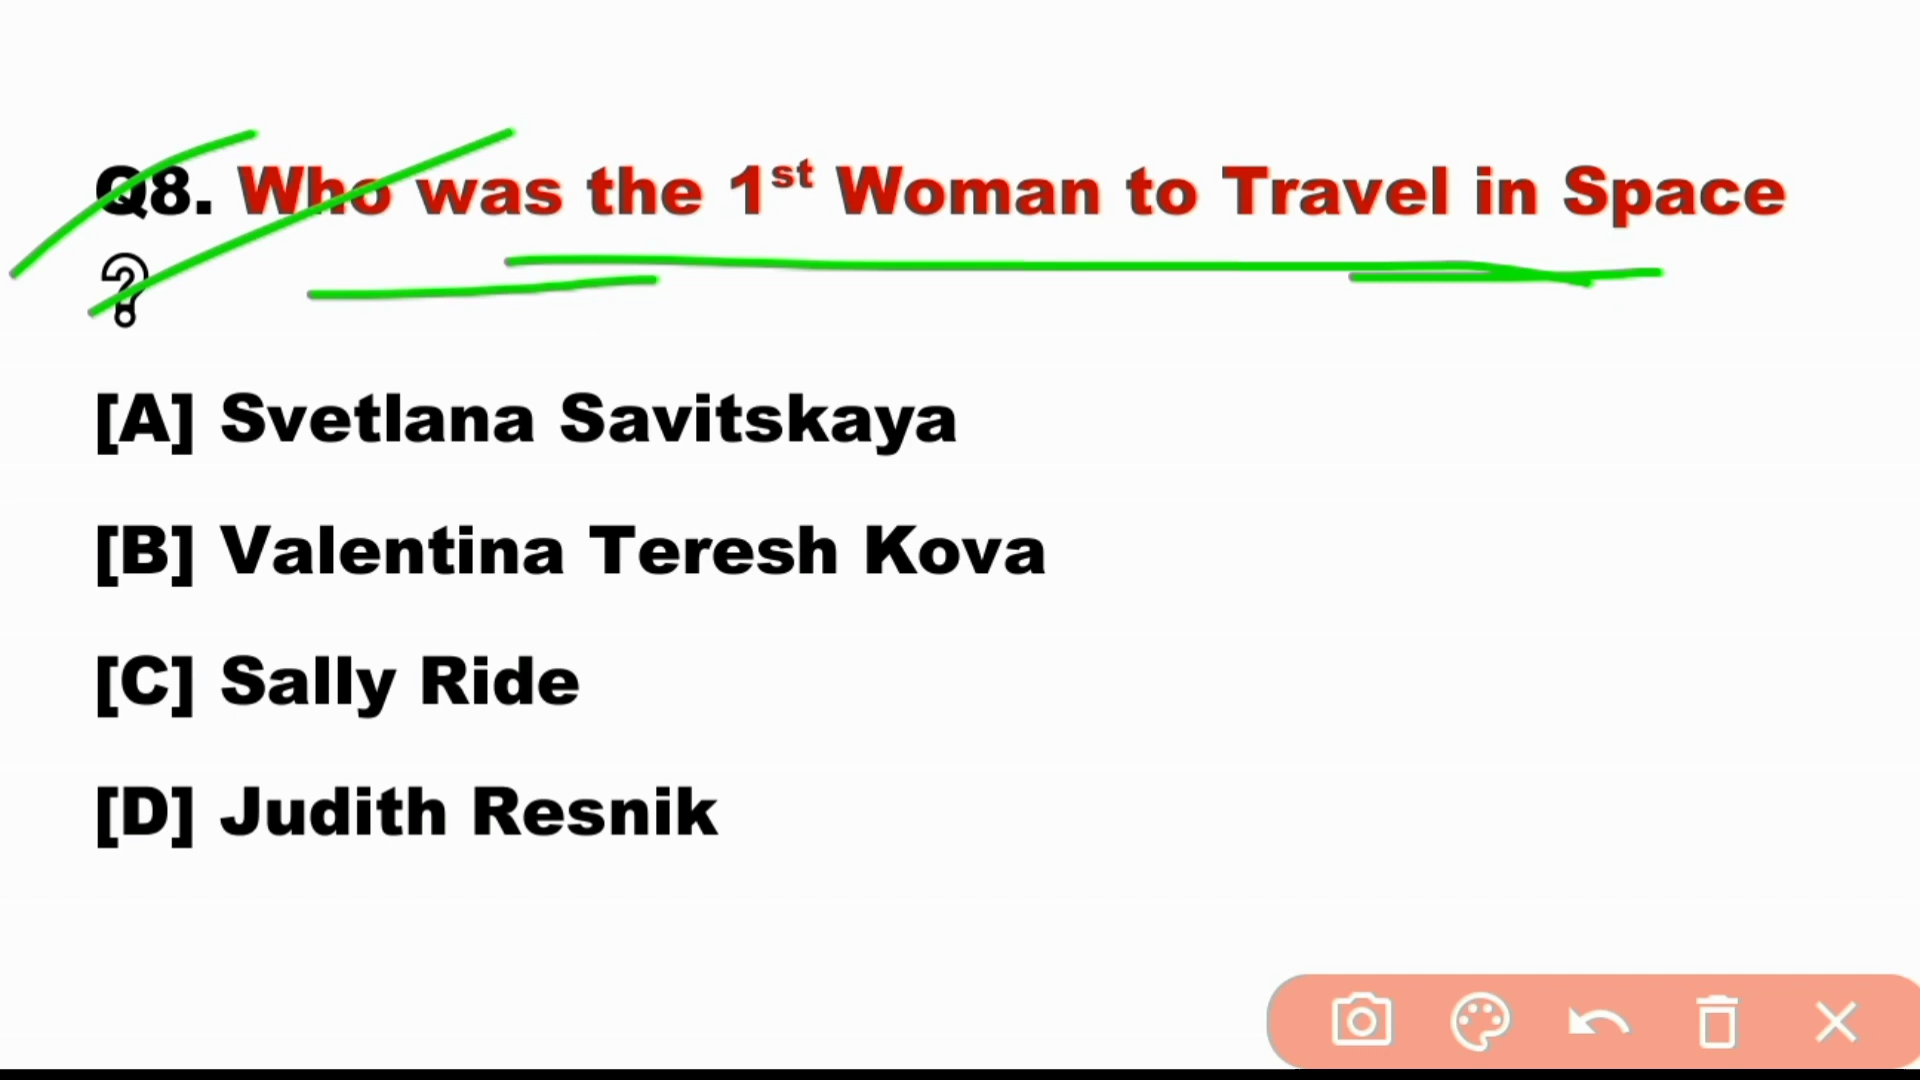 Q8. Who was the 1st Woman to Travel in Space
?
[A] Svetlana Savitskaya
[B] Valentina Teresh Kova
[C] Sally Ride
[D] Judith Resnik